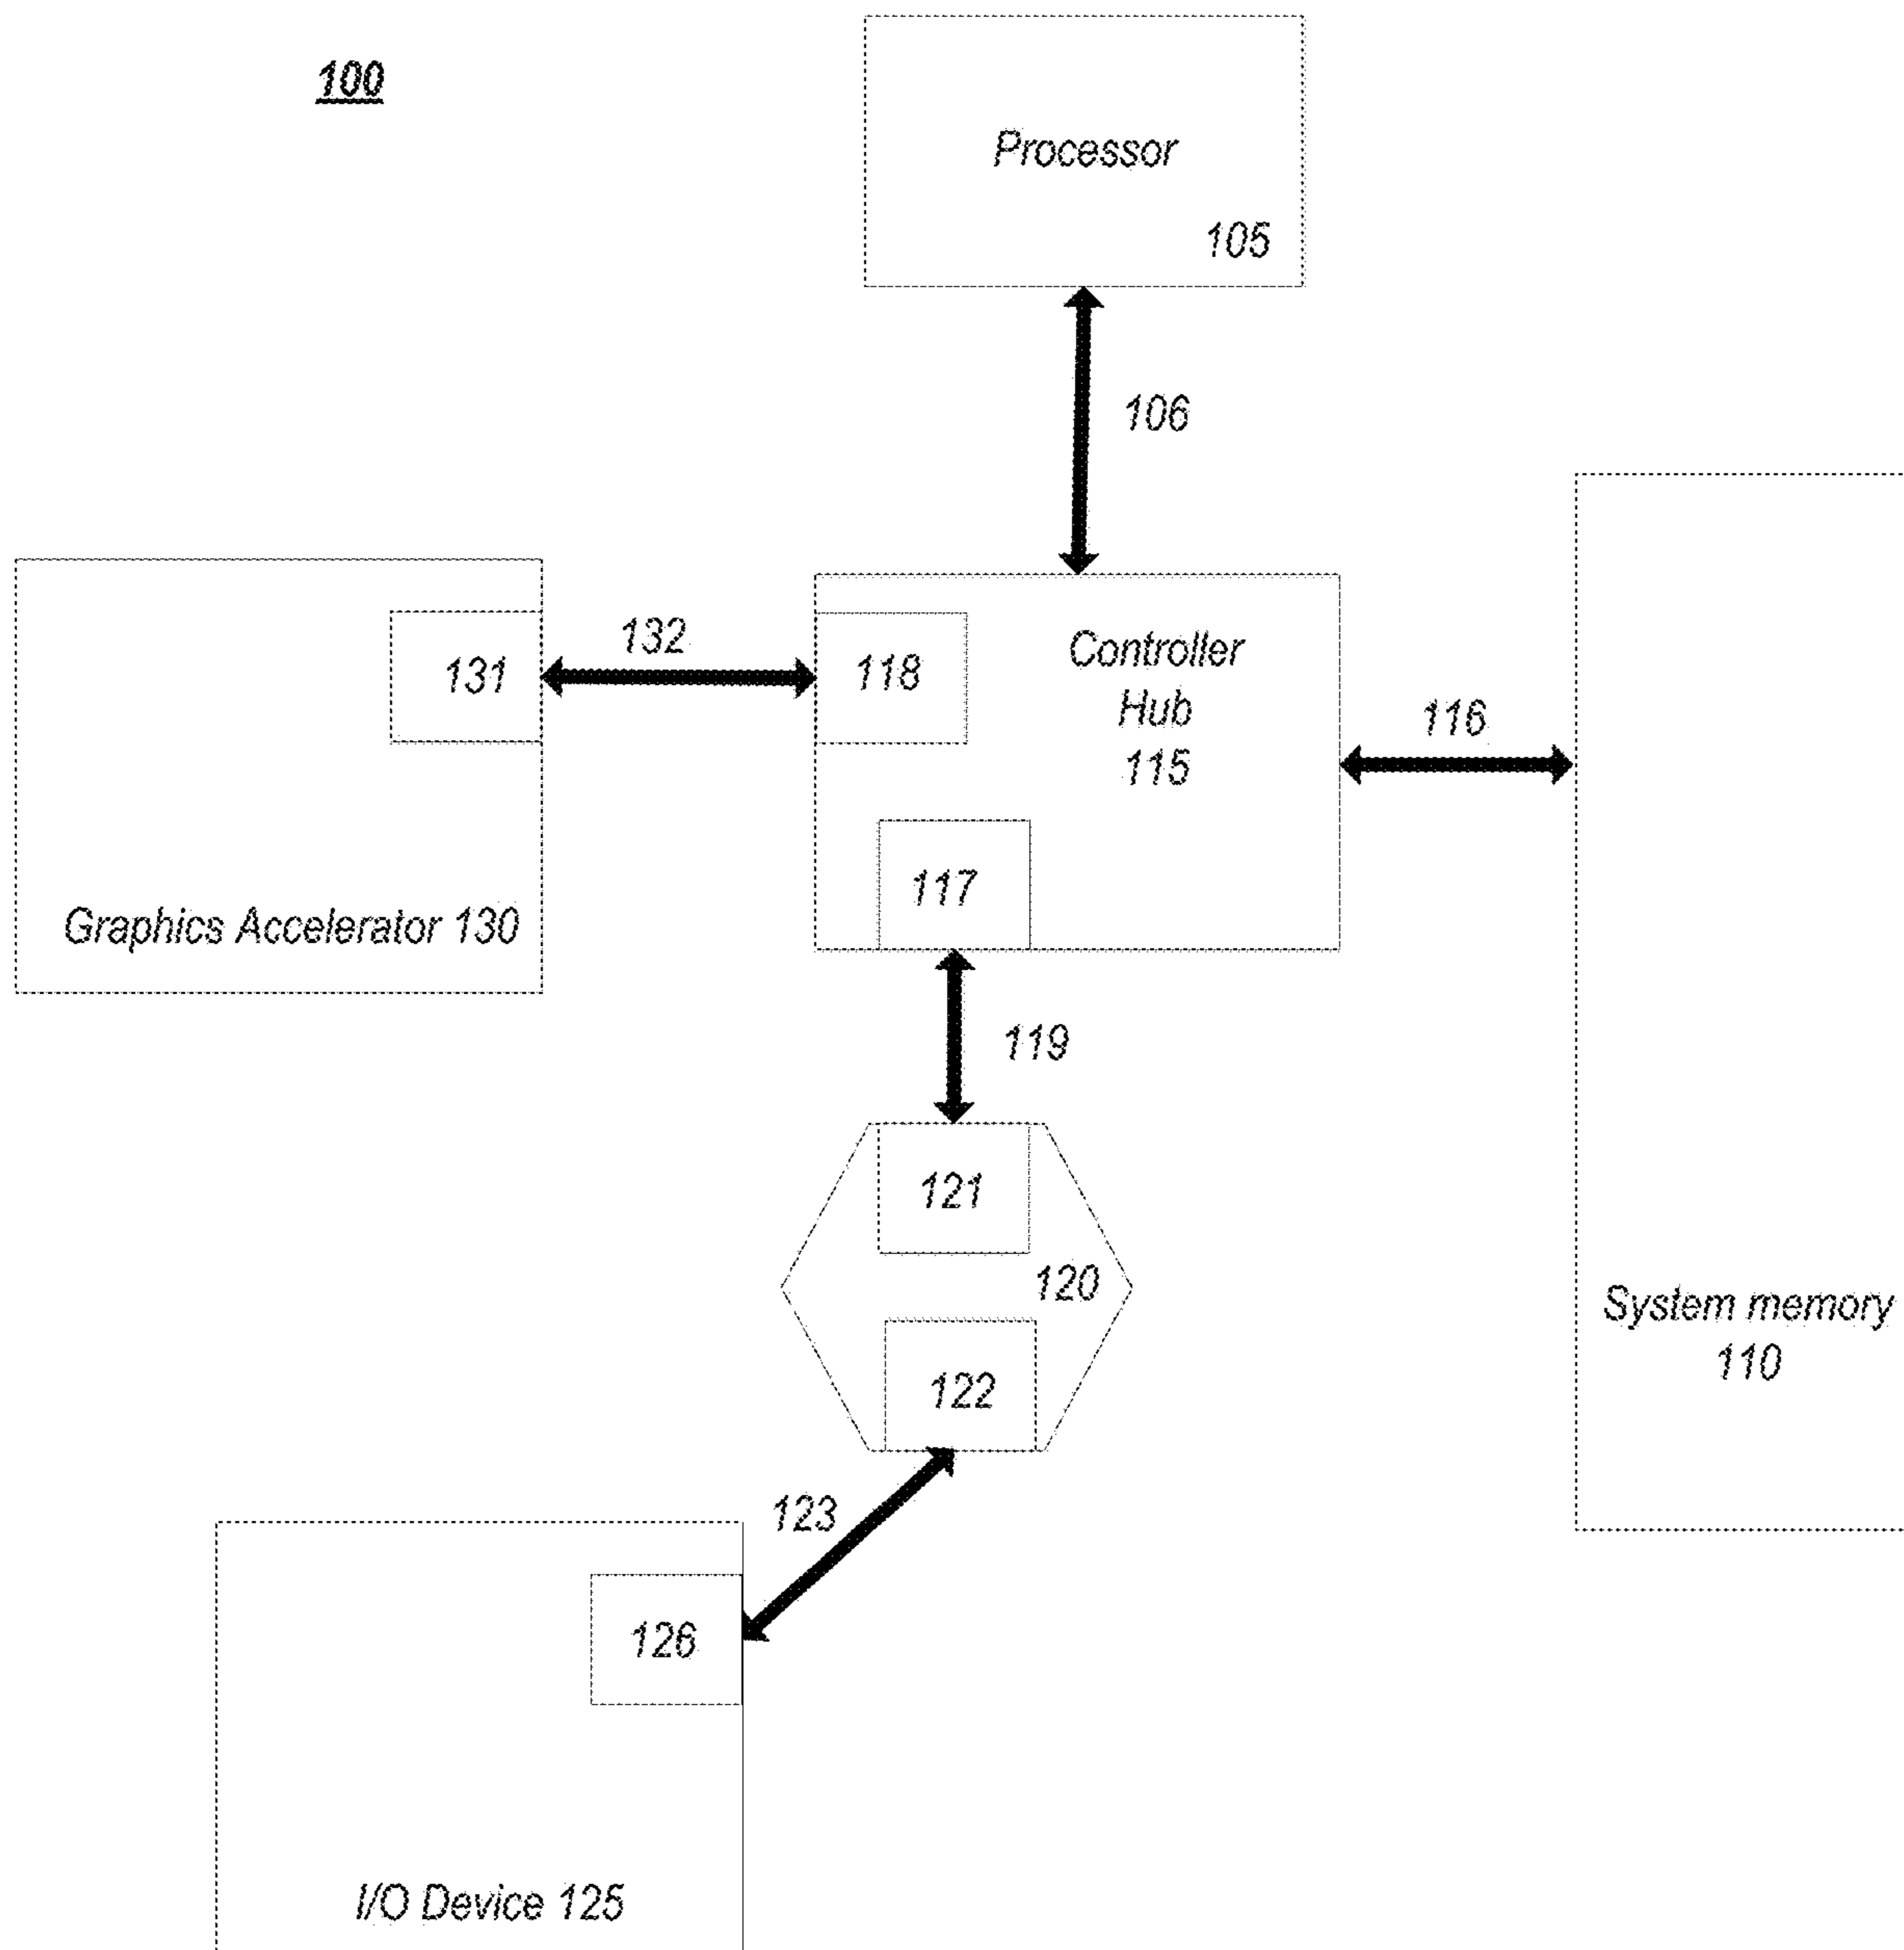 100
Processor
105
106
132
131
118
Controller
Hub
115
116
117
Graphics Accelerator 130
119
121
120
122
System memory
110
123
126
I/O Device 125